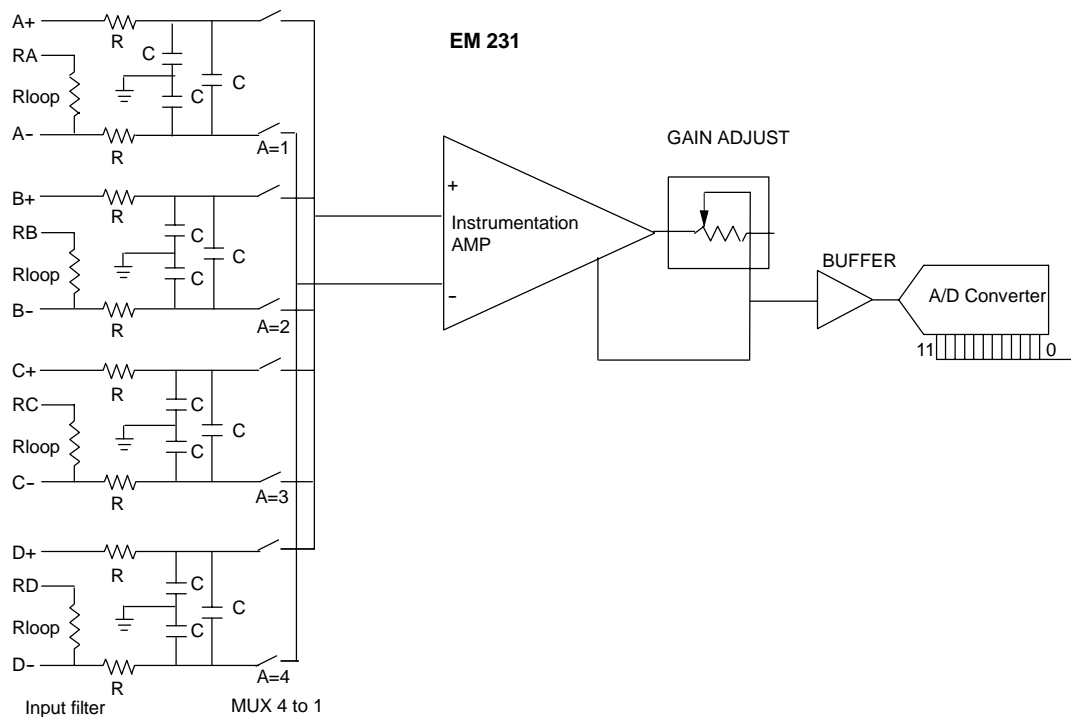 EM 231
A+
R
C
RA
C
C
Rloop
A−
R
A=1
B+
R
C
RB
C
C
Rloop
B−
R
A=2
C+
R
C
RC
C
C
Rloop
C−
R
A=3
D+
R
C
RD
C
C
Rloop
D−
R
A=4
Input filter
MUX 4 to 1
+
Instrumentation
AMP
−
GAIN ADJUST
BUFFER
A/D Converter
11
0